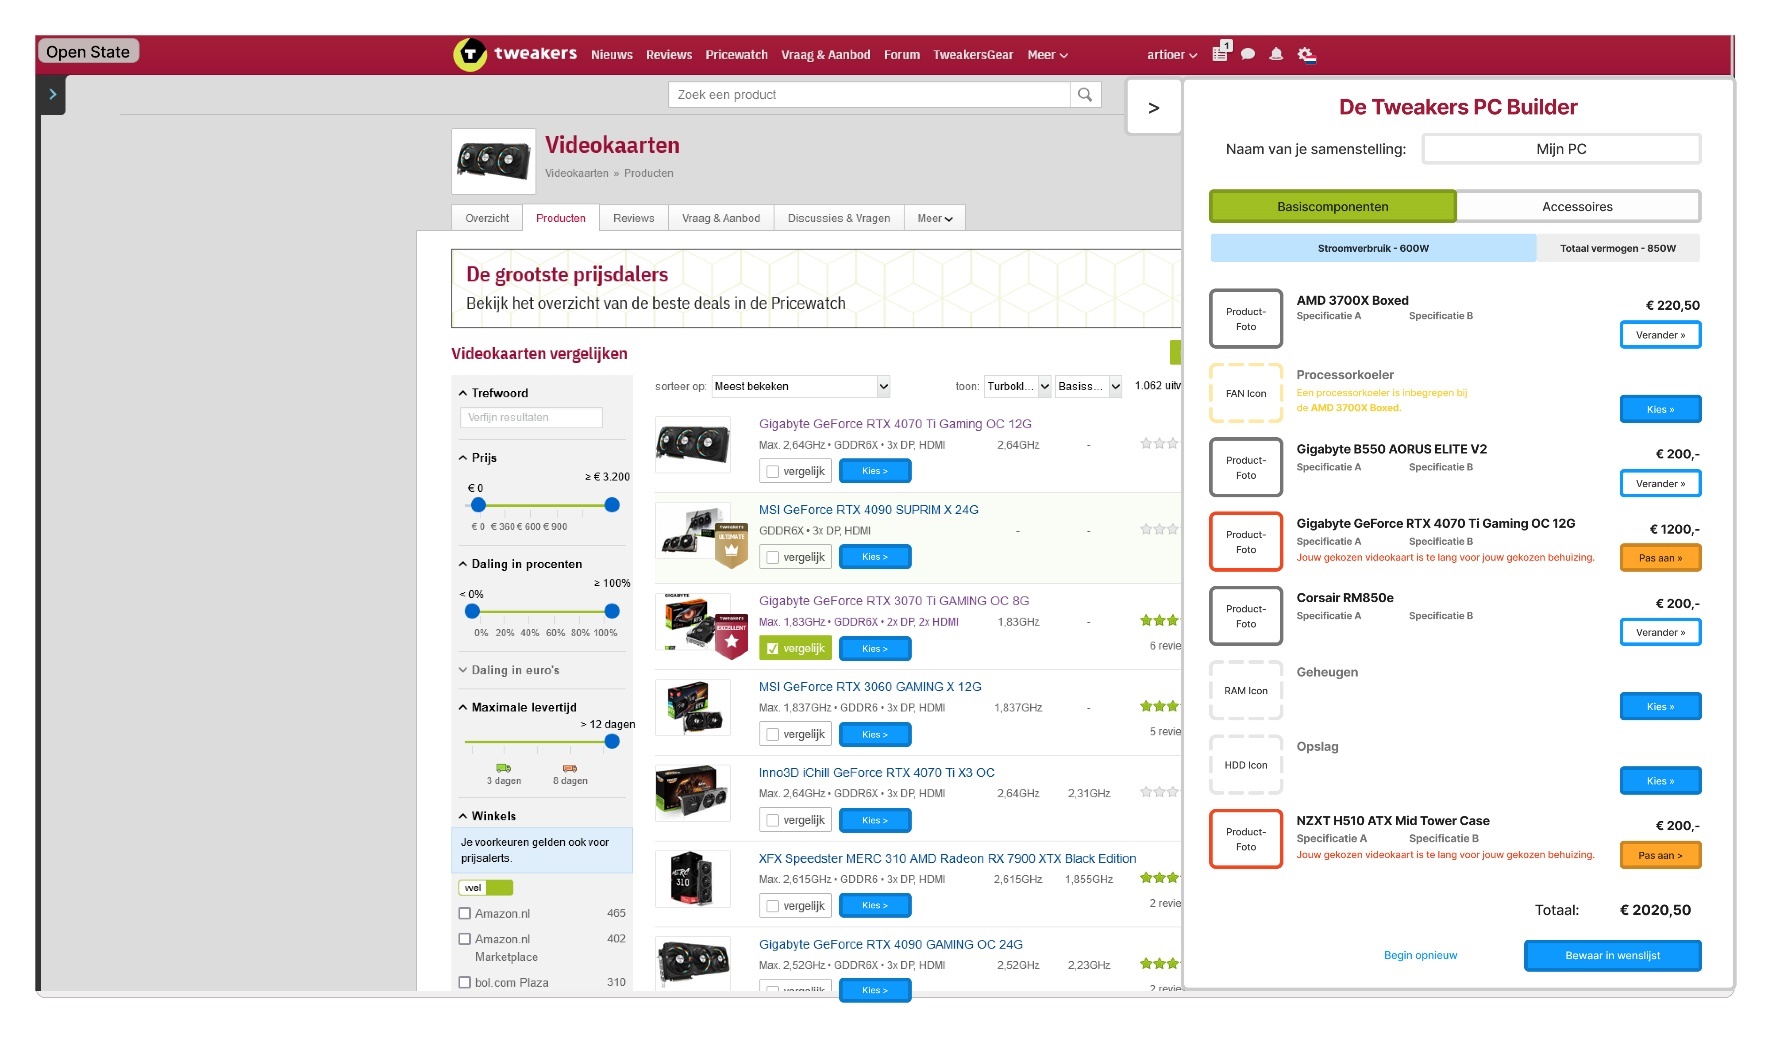 Open State
tweakers Nieuws Reviews Pricewatch Vraag & Aanbod Forum TweakersGear Meer artioer 1
Zoek een product
>
Videokaarten
Videokaarten » Producten
Overzicht Producten Reviews Vraag & Aanbod Discussies & Vragen Meer
De grootste prijsdalers
Bekijk het overzicht van de beste deals in de Pricewatch
Videokaarten vergelijken
Trefwoord
Verfijn resultaten
Prijs
≥ € 3.200
€ 0
€ 0 € 360 € 600 € 900
Daling in procenten
≥ 100%
< 0%
0% 20% 40% 60% 80% 100%
Daling in euro's
Maximale levertijd
> 12 dagen
3 dagen 8 dagen
Winkels
Je voorkeuren gelden ook voor
prijsalerts.
wel
Amazon.nl 465
Amazon.nl 402
Marketplace
bol.com Plaza 310
sorteer op: Meest bekeken toon: Turbokl... Basiss... 1.062 uitv
Gigabyte GeForce RTX 4070 Ti Gaming OC 12G
Max. 2,64GHz • GDDR6X • 3x DP, HDMI 2,64GHz -
vergelijk Kies >
MSI GeForce RTX 4090 SUPRIM X 24G
GDDR6X • 3x DP, HDMI - -
tweakers
ULTIMATE
vergelijk Kies >
Gigabyte GeForce RTX 3070 Ti GAMING OC 8G
Max. 1,83GHz • GDDR6X • 2x DP, 2x HDMI 1,83GHz -
tweakers
EXCELLENT
vergelijk Kies > 6 revie
MSI GeForce RTX 3060 GAMING X 12G
Max. 1,837GHz • GDDR6 • 3x DP, HDMI 1,837GHz -
vergelijk Kies > 5 revie
Inno3D iChill GeForce RTX 4070 Ti X3 OC
Max. 2,64GHz • GDDR6X • 3x DP, HDMI 2,64GHz 2,31GHz
vergelijk Kies >
XFX Speedster MERC 310 AMD Radeon RX 7900 XTX Black Edition
Max. 2,615GHz • GDDR6 • 3x DP, HDMI 2,615GHz 1,855GHz
vergelijk Kies > 2 revie
Gigabyte GeForce RTX 4090 GAMING OC 24G
Max. 2,52GHz • GDDR6X • 3x DP, HDMI 2,52GHz 2,23GHz
vergelijk Kies > 2 revie
De Tweakers PC Builder
Naam van je samenstelling: Mijn PC
Basiscomponenten Accessoires
Stroomverbruik - 600W Totaal vermogen - 850W
Product-
Foto
AMD 3700X Boxed € 220,50
Specificatie A Specificatie B
Verander »
FAN Icon
Processorkoeler
Een processorkoeler is inbegrepen bij
de AMD 3700X Boxed.
Kies »
Product-
Foto
Gigabyte B550 AORUS ELITE V2 € 200,-
Specificatie A Specificatie B
Verander »
Product-
Foto
Gigabyte GeForce RTX 4070 Ti Gaming OC 12G € 1200,-
Specificatie A Specificatie B
Jouw gekozen videokaart is te lang voor jouw gekozen behuizing.
Pas aan »
Product-
Foto
Corsair RM850e € 200,-
Specificatie A Specificatie B
Verander »
RAM Icon
Geheugen
Kies »
HDD Icon
Opslag
Kies »
Product-
Foto
NZXT H510 ATX Mid Tower Case € 200,-
Specificatie A Specificatie B
Jouw gekozen videokaart is te lang voor jouw gekozen behuizing.
Pas aan >
Totaal: € 2020,50
Begin opnieuw Bewaar in wenslijst